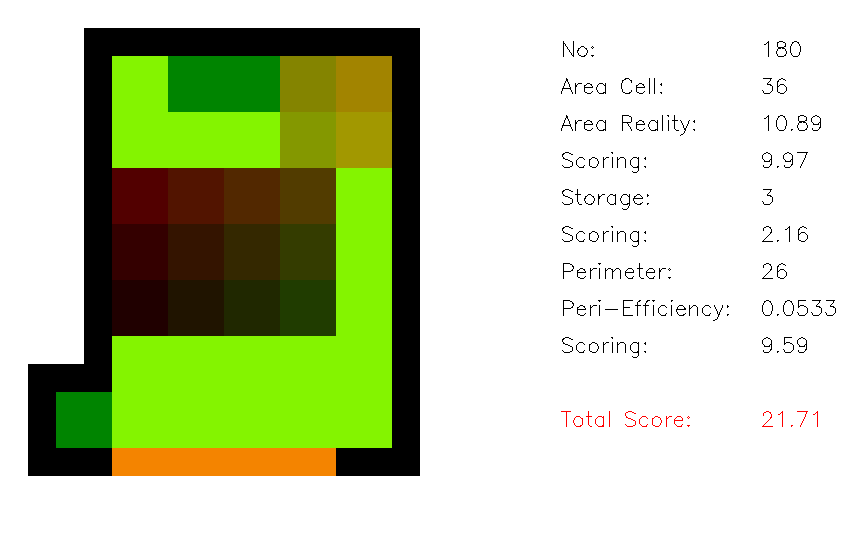 No: 180
Area Cell: 36
Area Reality: 10.89
Scoring: 9.97
Storage: 3
Scoring: 2.16
Perimeter: 26
Peri-Efficiency: 0.0533
Scoring: 9.59
Total Score: 21.71